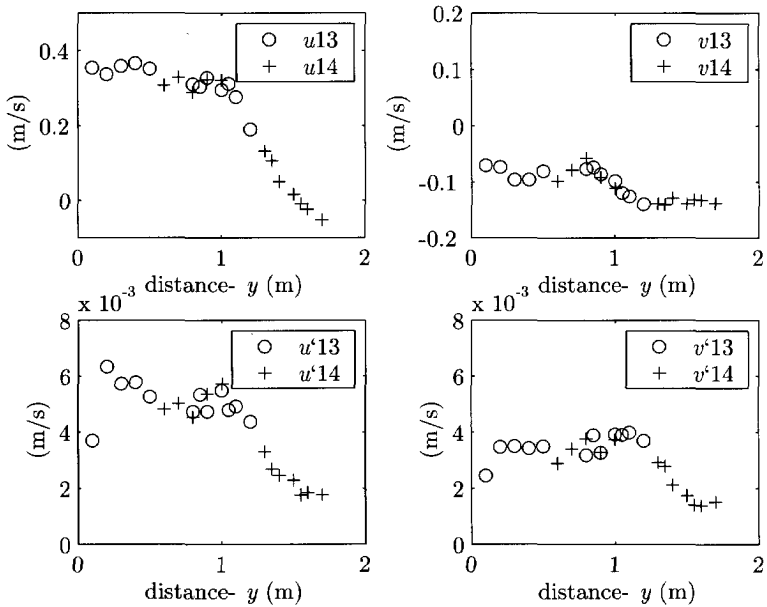 u13
u14
0.4
0.2
0
(m/s)
0 1 2
distance- y (m)
v13
v14
0.2
0.1
0
-0.1
-0.2
(m/s)
0 1 2
distance- y (m)
x 10⁻³
u‘13
u‘14
8
6
4
2
0
(m/s)
0 1 2
distance- y (m)
x 10⁻³
v‘13
v‘14
8
6
4
2
0
(m/s)
0 1 2
distance- y (m)